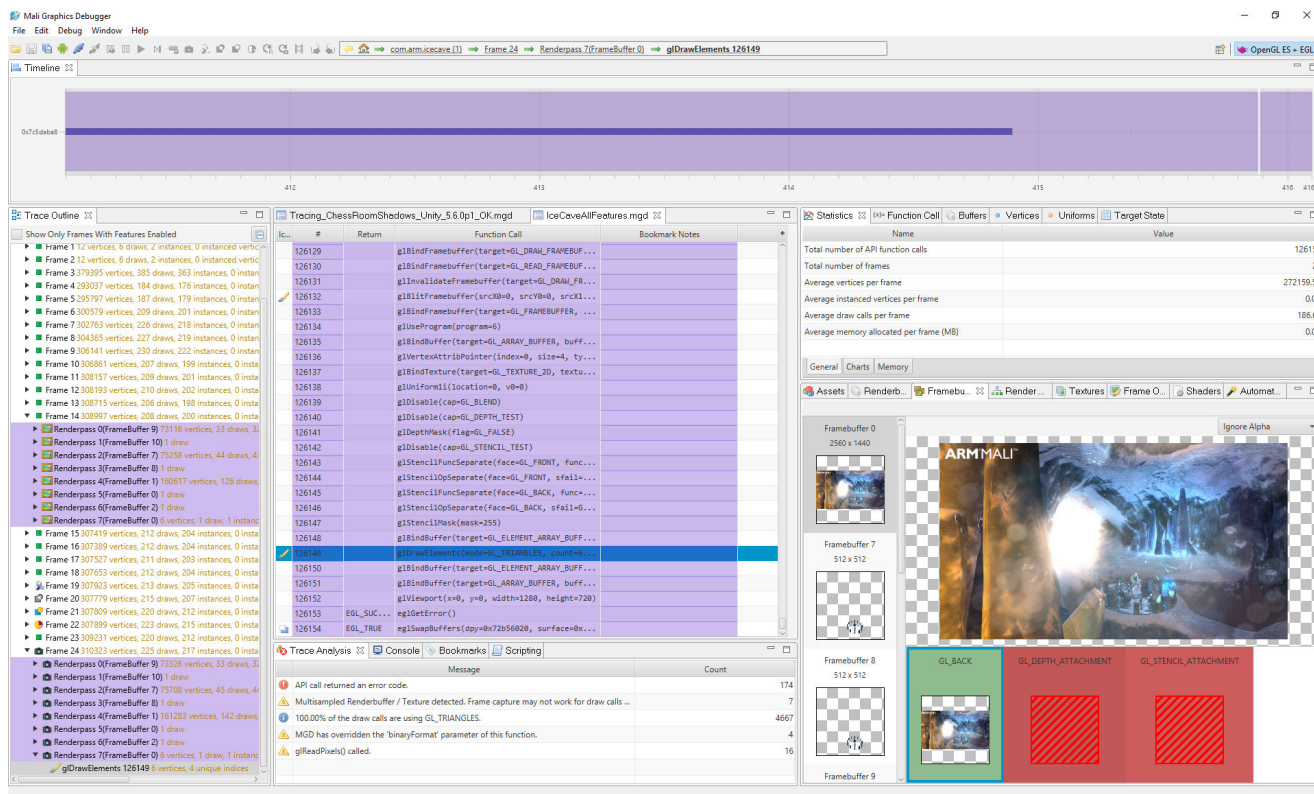 Mali Graphics Debugger
File Edit Debug Window Help
com.arm.icecave (1) Frame 24 Renderpass 7(FrameBuffer 0) glDrawElements 126149
OpenGL ES + EGL
Timeline
0x7c5daba8
412 413 414 415 416 416
Trace Outline
Show Only Frames With Features Enabled
Frame 1 12 vertices, 6 draws, 2 instances, 0 instanced vertic
Frame 2 12 vertices, 6 draws, 2 instances, 0 instanced vertic
Frame 3 379395 vertices, 385 draws, 363 instances, 0 instan
Frame 4 293037 vertices, 184 draws, 176 instances, 0 instan
Frame 5 295797 vertices, 187 draws, 179 instances, 0 instan
Frame 6 300579 vertices, 209 draws, 201 instances, 0 instan
Frame 7 302763 vertices, 226 draws, 218 instances, 0 instan
Frame 8 304365 vertices, 227 draws, 219 instances, 0 instan
Frame 9 306141 vertices, 230 draws, 222 instances, 0 instan
Frame 10 306861 vertices, 207 draws, 199 instances, 0 insta
Frame 11 308157 vertices, 209 draws, 201 instances, 0 insta
Frame 12 308193 vertices, 210 draws, 202 instances, 0 insta
Frame 13 308715 vertices, 206 draws, 198 instances, 0 insta
Frame 14 308997 vertices, 208 draws, 200 instances, 0 insta
Renderpass 0(FrameBuffer 9) 73116 vertices, 33 draws, 32
Renderpass 1(FrameBuffer 10) 1 draw
Renderpass 2(FrameBuffer 7) 75258 vertices, 44 draws, 43
Renderpass 3(FrameBuffer 8) 1 draw
Renderpass 4(FrameBuffer 1) 160617 vertices, 126 draws,
Renderpass 5(FrameBuffer 0) 1 draw
Renderpass 6(FrameBuffer 2) 1 draw
Renderpass 7(FrameBuffer 0) 6 vertices, 1 draw, 1 instanc
Frame 15 307419 vertices, 212 draws, 204 instances, 0 insta
Frame 16 307389 vertices, 212 draws, 204 instances, 0 insta
Frame 17 307527 vertices, 211 draws, 203 instances, 0 insta
Frame 18 307653 vertices, 212 draws, 204 instances, 0 insta
Frame 19 307923 vertices, 213 draws, 205 instances, 0 insta
Frame 20 307779 vertices, 215 draws, 207 instances, 0 insta
Frame 21 307809 vertices, 220 draws, 212 instances, 0 insta
Frame 22 307899 vertices, 223 draws, 215 instances, 0 insta
Frame 23 309231 vertices, 220 draws, 212 instances, 0 insta
Frame 24 310323 vertices, 225 draws, 217 instances, 0 insta
Renderpass 0(FrameBuffer 9) 73326 vertices, 33 draws, 32
Renderpass 1(FrameBuffer 10) 1 draw
Renderpass 2(FrameBuffer 7) 75708 vertices, 45 draws, 44
Renderpass 3(FrameBuffer 8) 1 draw
Renderpass 4(FrameBuffer 1) 161283 vertices, 142 draws,
Renderpass 5(FrameBuffer 0) 1 draw
Renderpass 6(FrameBuffer 2) 1 draw
Renderpass 7(FrameBuffer 0) 6 vertices, 1 draw, 1 instanc
glDrawElements 126149 6 vertices, 4 unique indices
Tracing_ChessRoomShadows_Unity_5.6.0p1_OK.mgd IceCaveAllFeatures.mgd
Ic... # Return Function Call Bookmark Notes
126129 glBindFramebuffer(target=GL_DRAW_FRAMEBUF...
126130 glBindFramebuffer(target=GL_READ_FRAMEBUF...
126131 glInvalidateFramebuffer(target=GL_DRAW_FR...
126132 glBlitFramebuffer(srcX0=0, srcY0=0, srcX1...
126133 glBindFramebuffer(target=GL_FRAMEBUFFER, ...
126134 glUseProgram(program=6)
126135 glBindBuffer(target=GL_ARRAY_BUFFER, buff...
126136 glVertexAttribPointer(index=0, size=4, ty...
126137 glBindTexture(target=GL_TEXTURE_2D, textu...
126138 glUniform1i(location=0, v0=0)
126139 glDisable(cap=GL_BLEND)
126140 glDisable(cap=GL_DEPTH_TEST)
126141 glDepthMask(flag=GL_FALSE)
126142 glDisable(cap=GL_STENCIL_TEST)
126143 glStencilFuncSeparate(face=GL_FRONT, func...
126144 glStencilOpSeparate(face=GL_FRONT, sfail=...
126145 glStencilFuncSeparate(face=GL_BACK, func=...
126146 glStencilOpSeparate(face=GL_BACK, sfail=G...
126147 glStencilMask(mask=255)
126148 glBindBuffer(target=GL_ELEMENT_ARRAY_BUFF...
126149 glDrawElements(mode=GL_TRIANGLES, count=6...
126150 glBindBuffer(target=GL_ELEMENT_ARRAY_BUFF...
126151 glBindBuffer(target=GL_ARRAY_BUFFER, buff...
126152 glViewport(x=0, y=0, width=1280, height=720)
126153 EGL_SUC... eglGetError()
126154 EGL_TRUE eglSwapBuffers(dpy=0x72b56020, surface=0x...
Trace Analysis Console Bookmarks Scripting
Message Count
API call returned an error code. 174
Multisampled Renderbuffer / Texture detected. Frame capture may not work for draw calls ... 7
100.00% of the draw calls are using GL_TRIANGLES. 4667
MGD has overridden the 'binaryFormat' parameter of this function. 4
glReadPixels() called. 16
Statistics Function Call Buffers Vertices Uniforms Target State
Name Value
Total number of API function calls 12615
Total number of frames
Average vertices per frame 272159.5
Average instanced vertices per frame 0.0
Average draw calls per frame 186.6
Average memory allocated per frame (MB) 0.0
General Charts Memory
Assets Renderb... Framebu... Render ... Textures Frame O... Shaders Automat...
Ignore Alpha
Framebuffer 0
2560 x 1440
Framebuffer 7
512 x 512
Framebuffer 8
512 x 512
Framebuffer 9
ARM MALI
GL_BACK GL_DEPTH_ATTACHMENT GL_STENCIL_ATTACHMENT